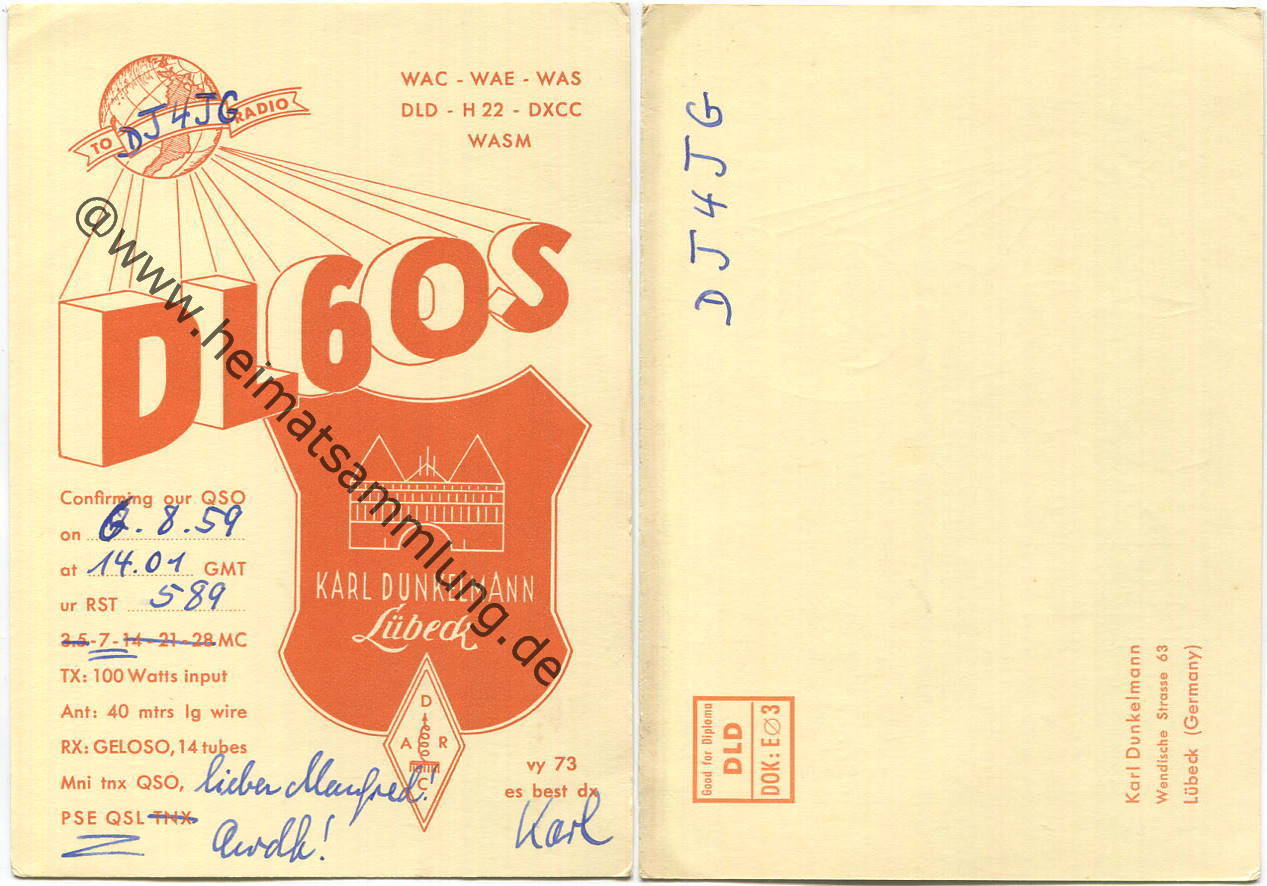 WAC - WAE - WAS
DLD - H 22 - DXCC
WASM
TO DJ4JG RADIO
DL6OS
Confirming our QSO
on 6.8.59
at 14.01 GMT
ur RST 589
3,5-7-14-21-28 MC
TX: 100 Watts input
Ant: 40 mtrs lg wire
RX: GELOSO, 14 tubes
Mni tnx QSO, lieber Manfred!
PSE QSL TNX
Awdh!
KARL DUNKELMANN
Lübeck
D
A R
C
vy 73
es best dx
Karl
@www.heimatsammlung.de
DJ4JG
Good for Diploma
DLD
DOK: EØ3
Karl Dunkelmann
Wendische Strasse 63
Lübeck (Germany)